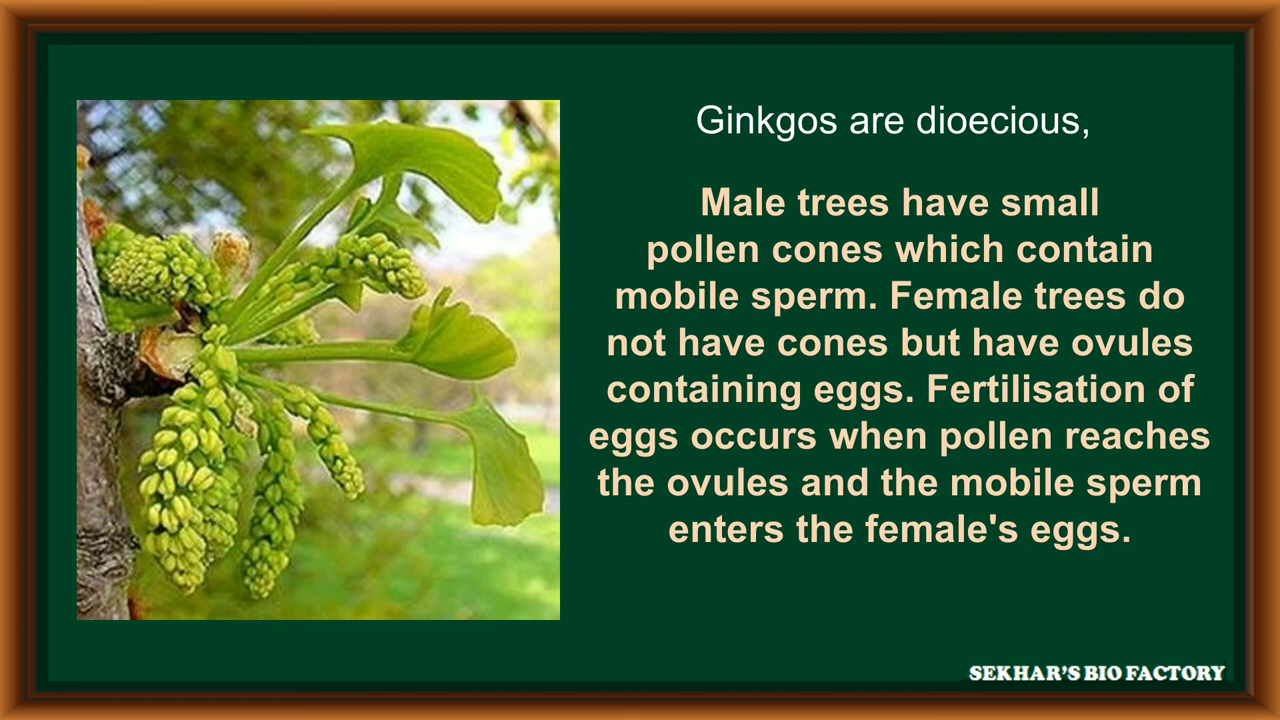 Ginkgos are dioecious,
Male trees have small
pollen cones which contain
mobile sperm. Female trees do
not have cones but have ovules
containing eggs. Fertilisation of
eggs occurs when pollen reaches
the ovules and the mobile sperm
enters the female's eggs.
SEKHAR'S BIO FACTORY